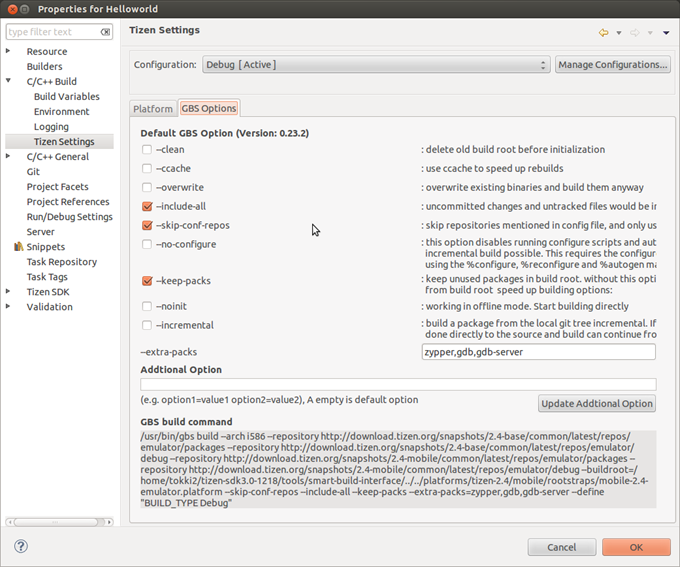 Properties for Helloworld
type filter text
Resource
Builders
C/C++ Build
Build Variables
Environment
Logging
Tizen Settings
C/C++ General
Git
Project Facets
Project References
Run/Debug Settings
Server
Snippets
Task Repository
Task Tags
Tizen SDK
Validation
Tizen Settings
Configuration: Debug [ Active ] Manage Configurations...
Platform GBS Options
Default GBS Option (Version: 0.23.2)
--clean : delete old build root before initialization
--ccache : use ccache to speed up rebuilds
--overwrite : overwrite existing binaries and build them anyway
--include-all : uncommitted changes and untracked files would be in
--skip-conf-repos : skip repositories mentioned in config file, and only us
--no-configure : this option disables running configure scripts and aut
incremental build possible. This requires the configur
using the %configure, %reconfigure and %autogen ma
--keep-packs : keep unused packages in build root. without this opti
from build root speed up building options:
--noinit : working in offline mode. Start building directly
--incremental : build a package from the local git tree incremental. If
done directly to the source and build can continue fro
--extra-packs zypper,gdb,gdb-server
Addtional Option
(e.g. option1=value1 option2=value2), A empty is default option Update Addtional Option
GBS build command
/usr/bin/gbs build --arch i586 --repository http://download.tizen.org/snapshots/2.4-base/common/latest/repos/
emulator/packages --repository http://download.tizen.org/snapshots/2.4-base/common/latest/repos/emulator/
debug --repository http://download.tizen.org/snapshots/2.4-mobile/common/latest/repos/emulator/packages --
repository http://download.tizen.org/snapshots/2.4-mobile/common/latest/repos/emulator/debug --buildroot=/
home/tokki2/tizen-sdk3.0-1218/tools/smart-build-interface/../../platforms/tizen-2.4/mobile/rootstraps/mobile-2.4-
emulator.platform --skip-conf-repos --include-all --keep-packs --extra-packs=zypper,gdb,gdb-server --define
"BUILD_TYPE Debug"
Cancel OK